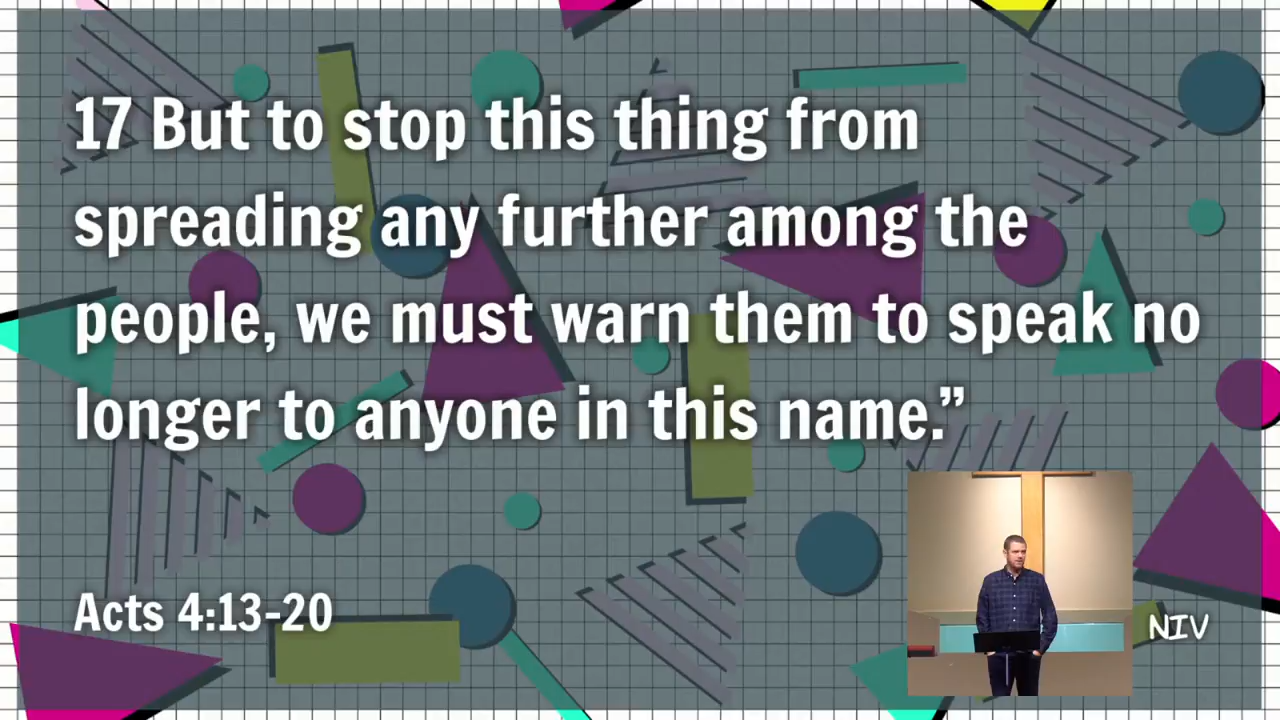 17 But to stop this thing from
spreading any further among the
people, we must warn them to speak no
longer to anyone in this name.”
Acts 4:13-20
NIV